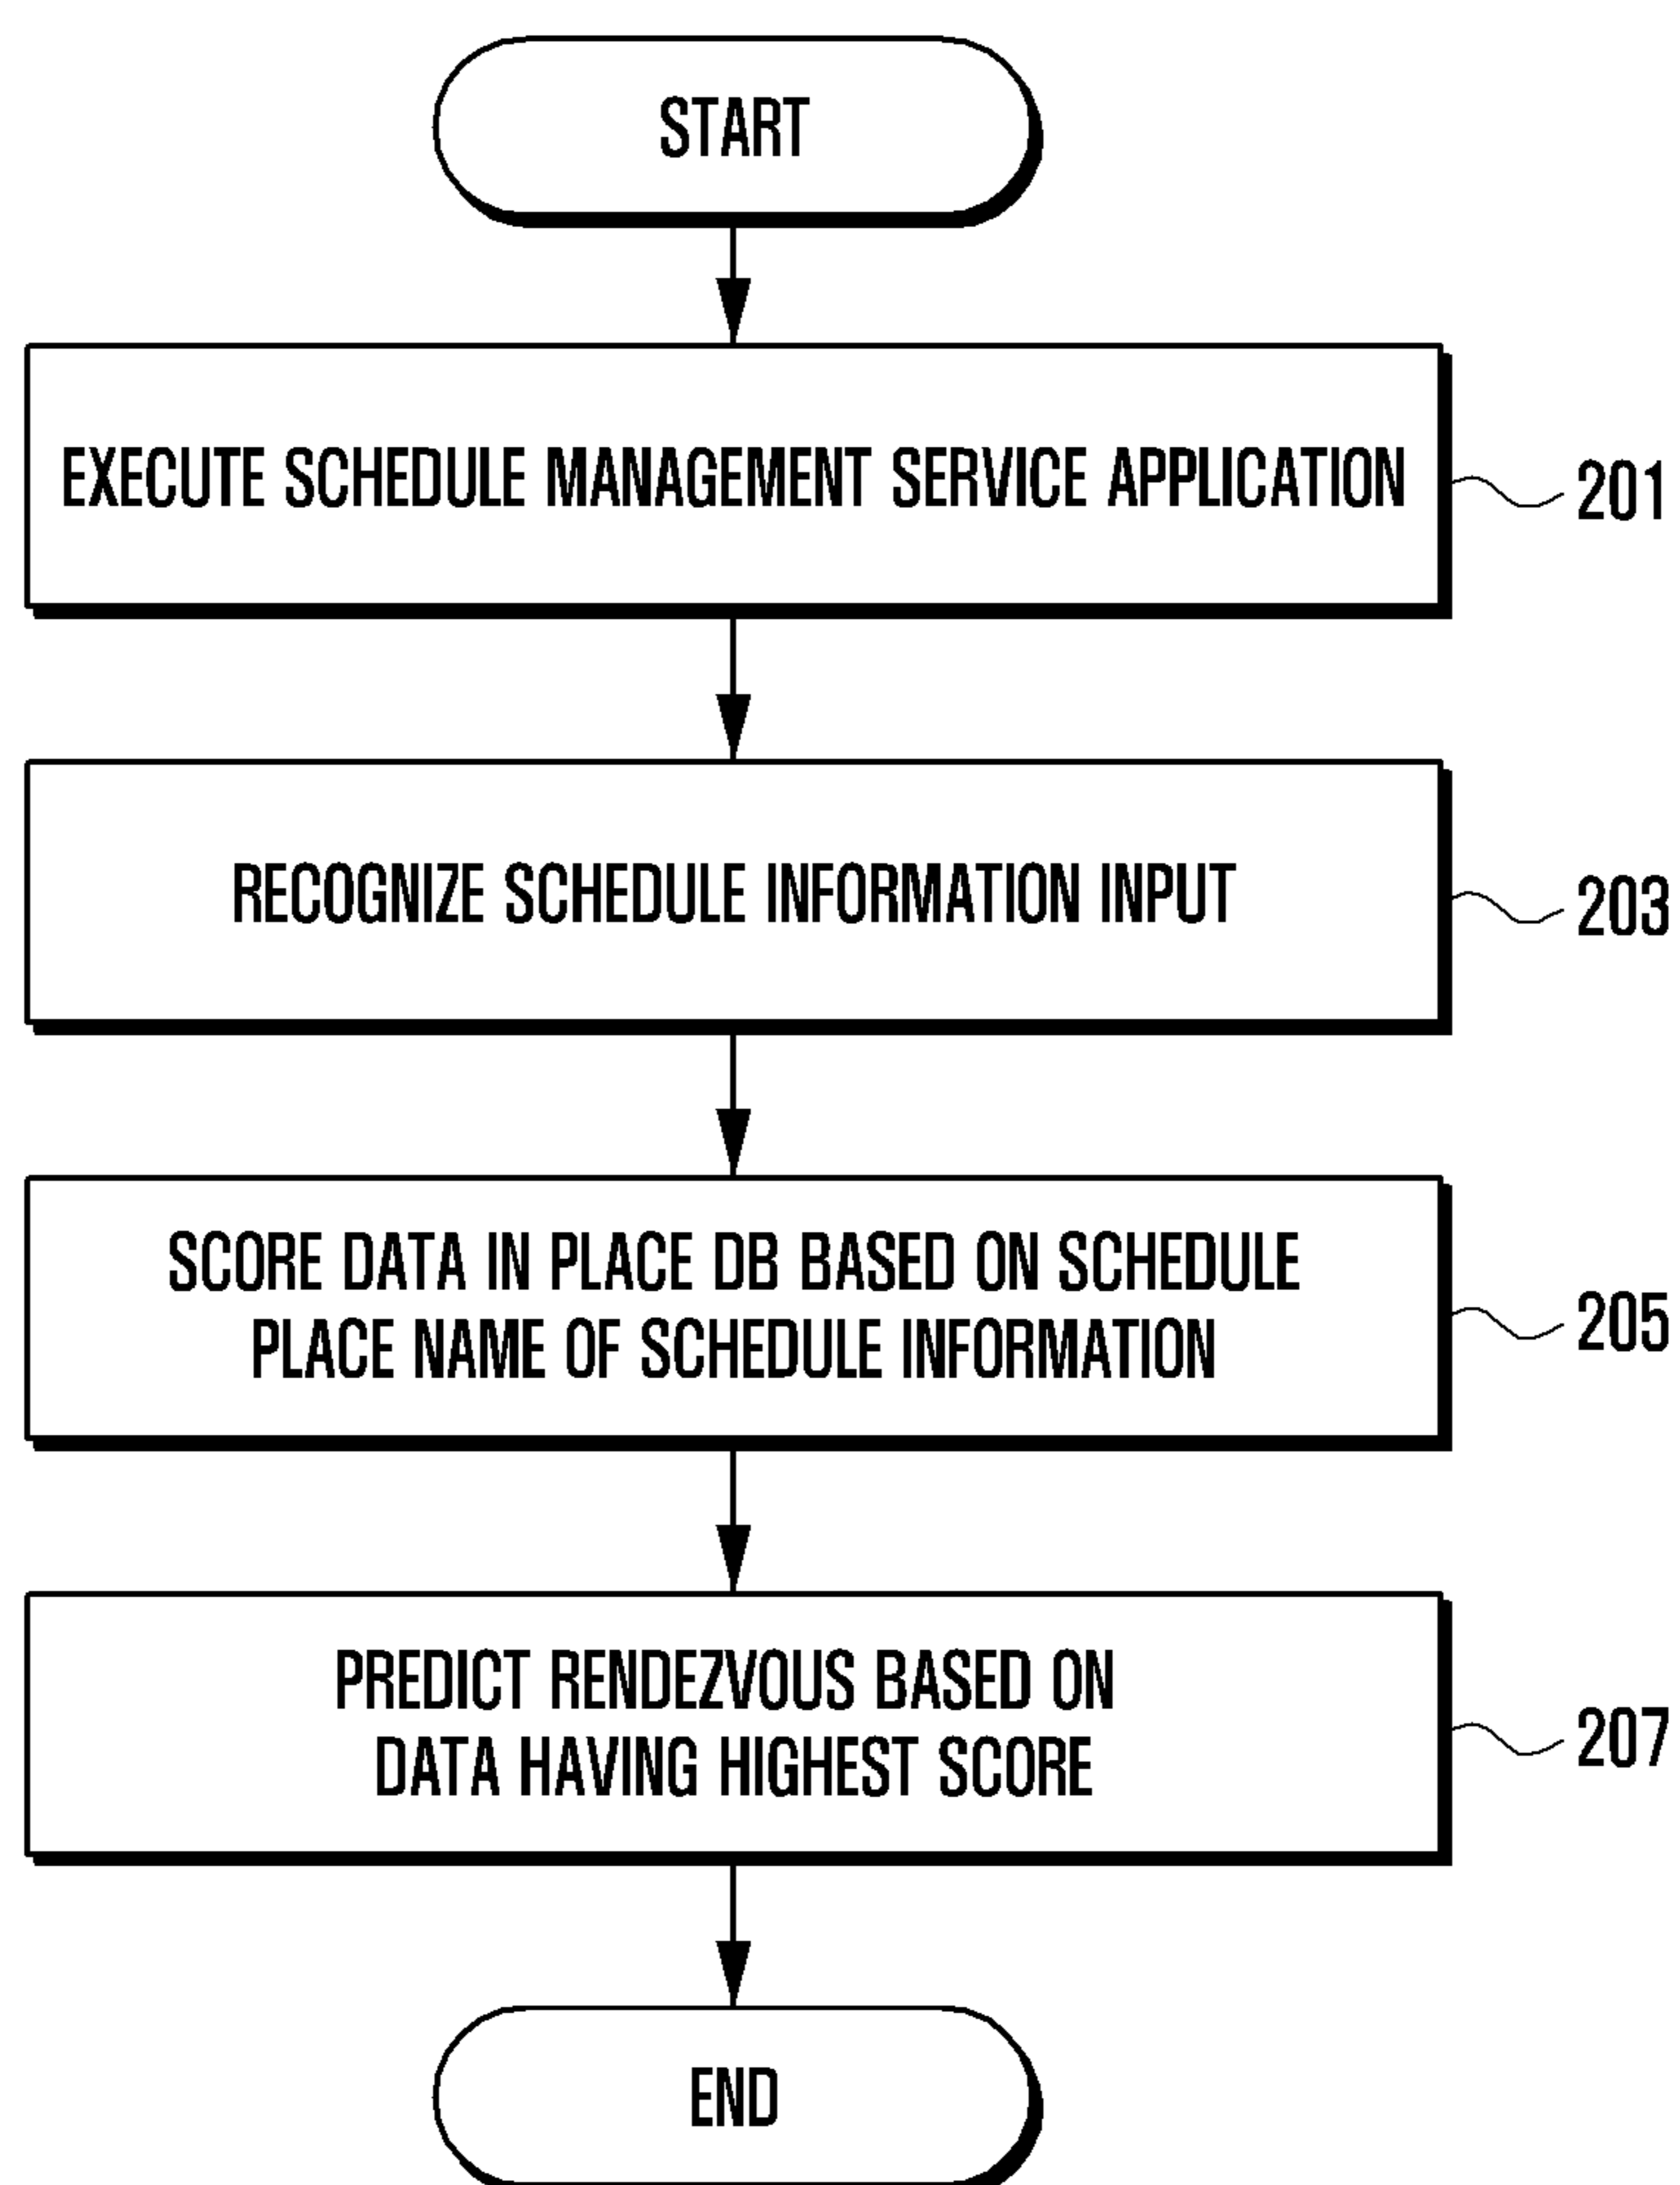 START
EXECUTE SCHEDULE MANAGEMENT SERVICE APPLICATION
201
RECOGNIZE SCHEDULE INFORMATION INPUT
203
SCORE DATA IN PLACE DB BASED ON SCHEDULE
PLACE NAME OF SCHEDULE INFORMATION
205
PREDICT RENDEZVOUS BASED ON
DATA HAVING HIGHEST SCORE
207
END